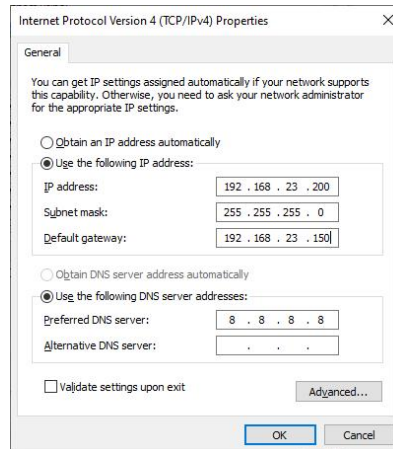 Internet Protocol Version 4 (TCP/IPv4) Properties
General
You can get IP settings assigned automatically if your network supports
this capability. Otherwise, you need to ask your network administrator
for the appropriate IP settings.
Obtain an IP address automatically
Use the following IP address:
IP address: 192 . 168 . 23 . 200
Subnet mask: 255 . 255 . 255 . 0
Default gateway: 192 . 168 . 23 . 150
Obtain DNS server address automatically
Use the following DNS server addresses:
Preferred DNS server: 8 . 8 . 8 . 8
Alternative DNS server: . . .
Validate settings upon exit
Advanced...
OK Cancel